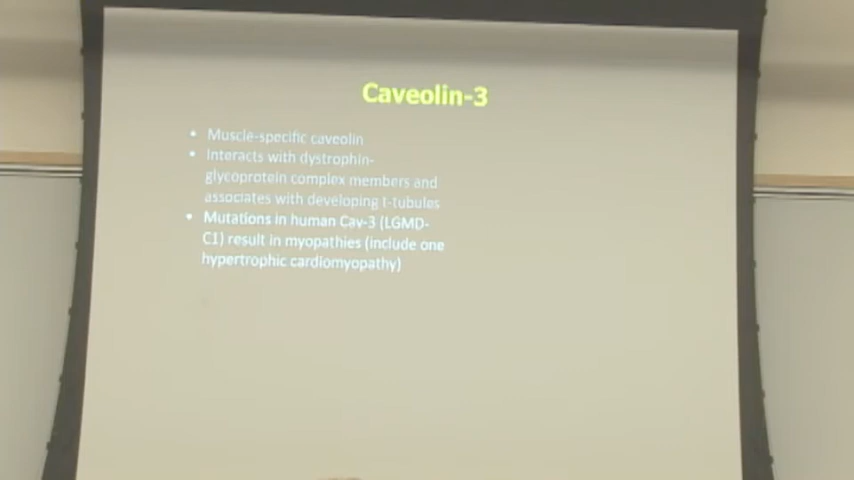 Caveolin-3
• Muscle-specific caveolin
• Interacts with dystrophin-
glycoprotein complex members and
associates with developing t-tubules
• Mutations in human Cav-3 (LGMD-
C1) result in myopathies (include one
hypertrophic cardiomyopathy)